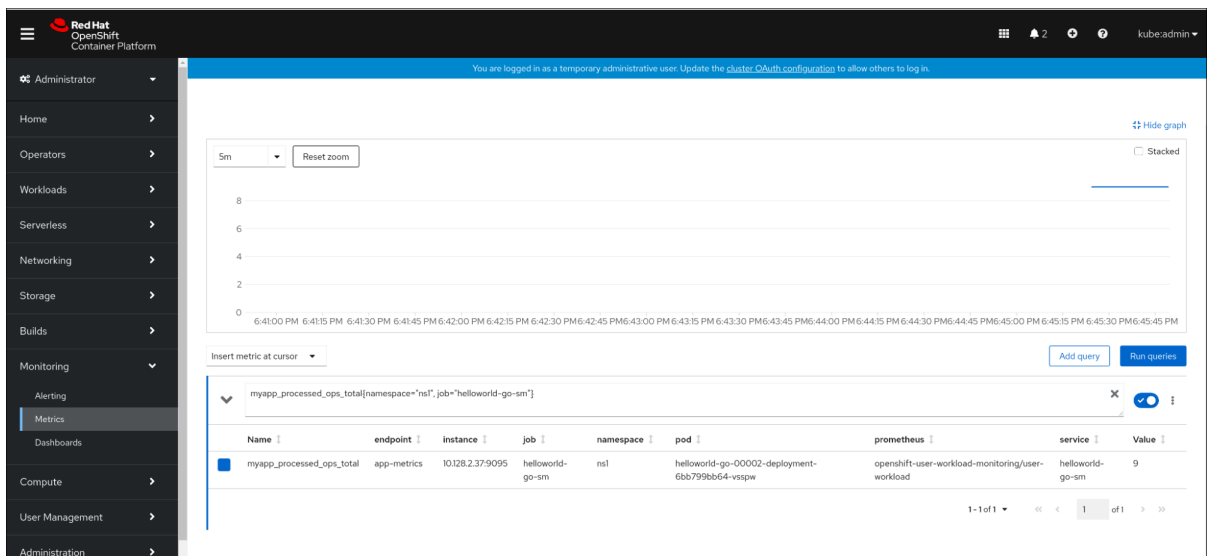 Red Hat
OpenShift
Container Platform
2
kube:admin
You are logged in as a temporary administrative user. Update the cluster OAuth configuration to allow others to log in.
Administrator
Home
Operators
Workloads
Serverless
Networking
Storage
Builds
Monitoring
Alerting
Metrics
Dashboards
Compute
User Management
Administration
Hide graph
5m
Reset zoom
Stacked
8
6
4
2
0
6:41:00 PM 6:41:15 PM 6:41:30 PM 6:41:45 PM 6:42:00 PM 6:42:15 PM 6:42:30 PM 6:42:45 PM 6:43:00 PM 6:43:15 PM 6:43:30 PM 6:43:45 PM 6:44:00 PM 6:44:15 PM 6:44:30 PM 6:44:45 PM 6:45:00 PM 6:45:15 PM 6:45:30 PM 6:45:45 PM
Insert metric at cursor
Add query
Run queries
myapp_processed_ops_total{namespace="ns1", job="helloworld-go-sm"}
Name endpoint instance job namespace pod prometheus service Value
myapp_processed_ops_total app-metrics 10.128.2.37:9095 helloworld- ns1 helloworld-go-00002-deployment- openshift-user-workload-monitoring/user- helloworld- 9
go-sm 6bb799bb64-vsspw workload go-sm
1-1 of 1 1 of 1